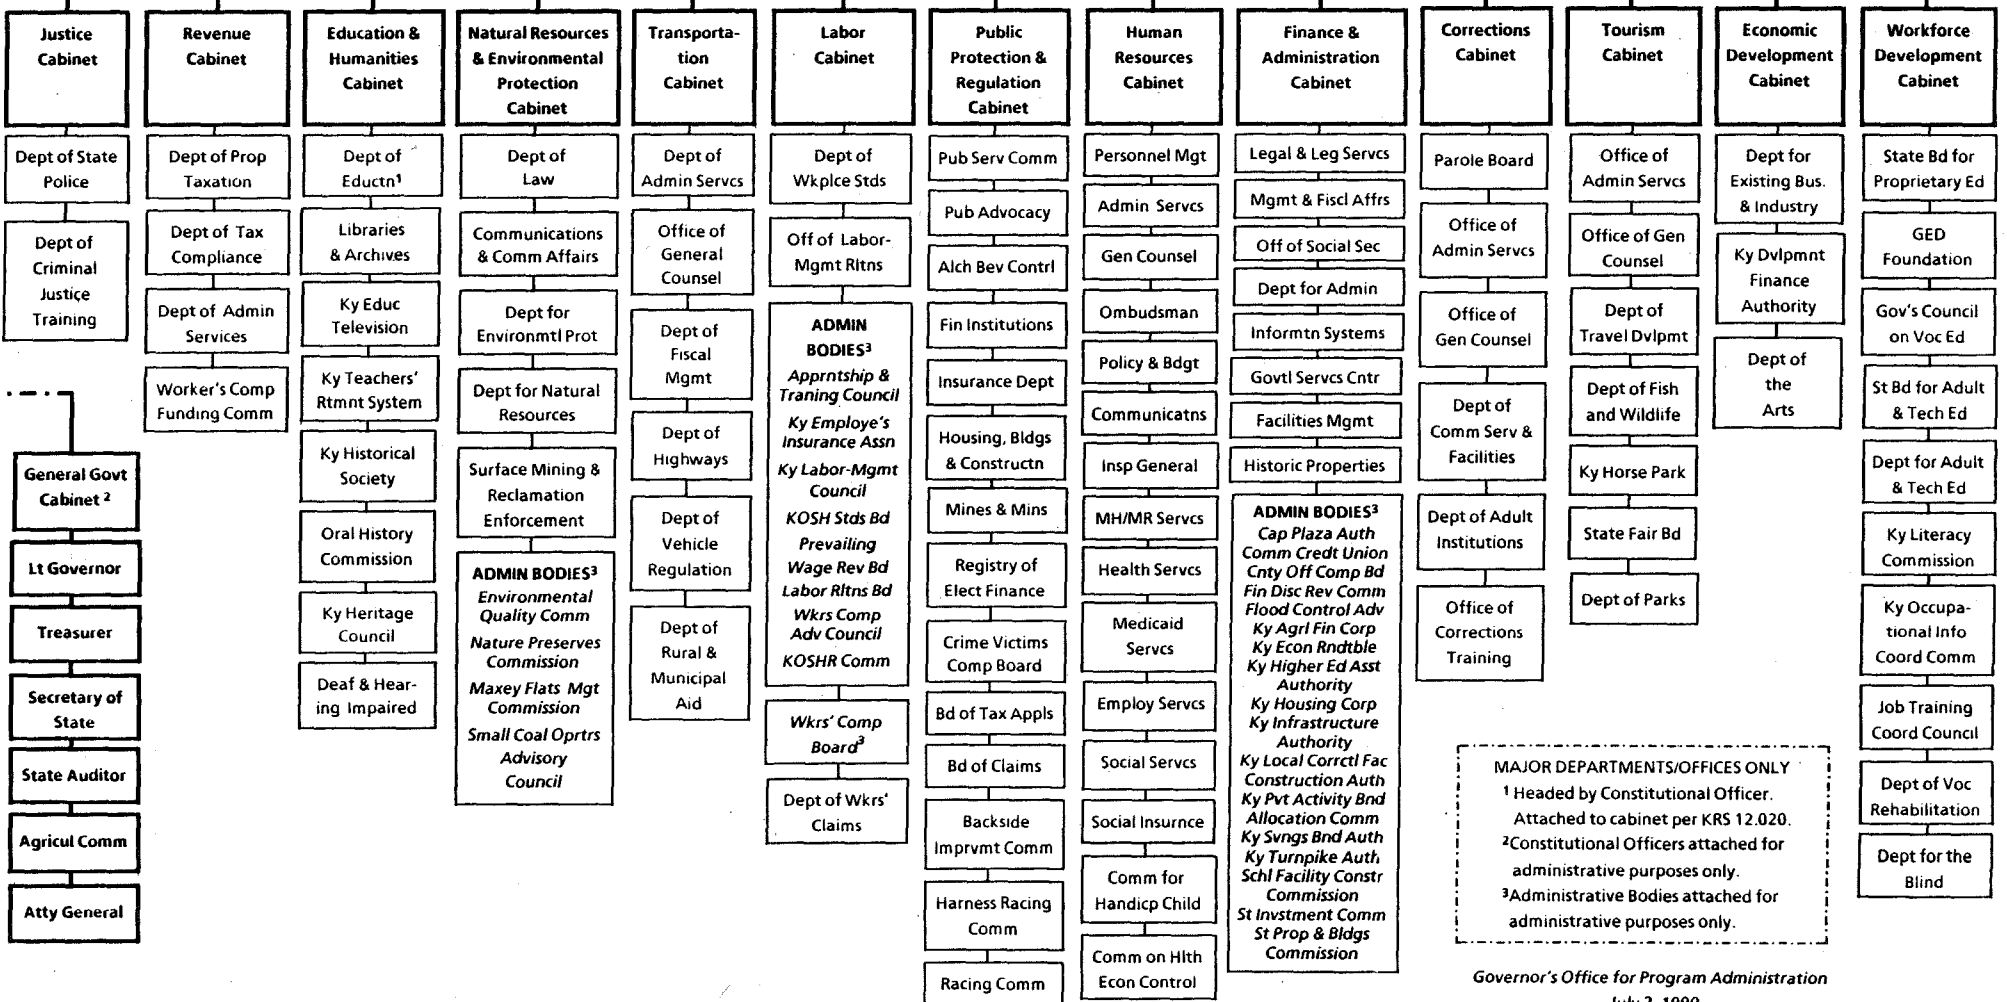 Justice
Cabinet
Dept of State
Police
Dept of
Criminal
Justice
Training
General Govt
Cabinet 2
Lt Governor
Treasurer
Secretary of
State
State Auditor
Agricul Comm
Atty General
Revenue
Cabinet
Dept of Prop
Taxation
Dept of Tax
Compliance
Dept of Admin
Services
Worker's Comp
Funding Comm
Education &
Humanities
Cabinet
Dept of
Eductn1
Libraries
& Archives
Ky Educ
Television
Ky Teachers'
Rtmnt System
Ky Historical
Society
Oral History
Commission
Ky Heritage
Council
Deaf & Hear-
ing Impaired
Natural Resources
& Environmental
Protection
Cabinet
Dept of
Law
Communications
& Comm Affairs
Dept for
Environmtl Prot
Dept for Natural
Resources
Surface Mining &
Reclamation
Enforcement
ADMIN BODIES3
Environmental
Quality Comm
Nature Preserves
Commission
Maxey Flats Mgt
Commission
Small Coal Oprtrs
Advisory
Council
Transporta-
tion
Cabinet
Dept of
Admin Servcs
Office of
General
Counsel
Dept of
Fiscal
Mgmt
Dept of
Highways
Dept of
Vehicle
Regulation
Dept of
Rural &
Municipal
Aid
Labor
Cabinet
Dept of
Wkplce Stds
Off of Labor-
Mgmt Rltns
ADMIN
BODIES3
Apprntship &
Traning Council
Ky Employe's
Insurance Assn
Ky Labor-Mgmt
Council
KOSH Stds Bd
Prevailing
Wage Rev Bd
Labor Rltns Bd
Wkrs Comp
Adv Council
KOSHR Comm
Wkrs' Comp
Board3
Dept of Wkrs'
Claims
Public
Protection &
Regulation
Cabinet
Pub Serv Comm
Pub Advocacy
Alch Bev Contrl
Fin Institutions
Insurance Dept
Housing, Bldgs
& Constructn
Mines & Mins
Registry of
Elect Finance
Crime Victims
Comp Board
Bd of Tax Appls
Bd of Claims
Backside
Imprvmt Comm
Harness Racing
Comm
Racing Comm
Human
Resources
Cabinet
Personnel Mgt
Admin Servcs
Gen Counsel
Ombudsman
Policy & Bdgt
Communicatns
Insp General
MH/MR Servcs
Health Servcs
Medicaid
Servcs
Employ Servcs
Social Servcs
Social Insurnce
Comm for
Handicp Child
Comm on Hlth
Econ Control
Finance &
Administration
Cabinet
Legal & Leg Servcs
Mgmt & Fiscl Affrs
Off of Social Sec
Dept for Admin
Informtn Systems
Govtl Servcs Cntr
Facilities Mgmt
Historic Properties
ADMIN BODIES3
Cap Plaza Auth
Comm Credt Union
Cnty Off Comp Bd
Fin Disc Rev Comm
Flood Control Adv
Ky Agrl Fin Corp
Ky Econ Rndtble
Ky Higher Ed Asst
Authority
Ky Housing Corp
Ky Infrastructure
Authority
Ky Local Corrctl Fac
Construction Auth
Ky Pvt Activity Bnd
Allocation Comm
Ky Svngs Bnd Auth
Ky Turnpike Auth
Schl Facility Constr
Commission
St Invstment Comm
St Prop & Bldgs
Commission
Corrections
Cabinet
Parole Board
Office of
Admin Servcs
Office of
Gen Counsel
Dept of
Comm Serv &
Facilities
Dept of Adult
Institutions
Office of
Corrections
Training
Tourism
Cabinet
Office of
Admin Servcs
Office of Gen
Counsel
Dept of
Travel Dvlpmt
Dept of Fish
and Wildlife
Ky Horse Park
State Fair Bd
Dept of Parks
Economic
Development
Cabinet
Dept for
Existing Bus.
& Industry
Ky Dvlpmnt
Finance
Authority
Dept of
the
Arts
Workforce
Development
Cabinet
State Bd for
Proprietary Ed
GED
Foundation
Gov's Council
on Voc Ed
St Bd for Adult
& Tech Ed
Dept for Adult
& Tech Ed
Ky Literacy
Commission
Ky Occupa-
tional Info
Coord Comm
Job Training
Coord Council
Dept of Voc
Rehabilitation
Dept for the
Blind
MAJOR DEPARTMENTS/OFFICES ONLY
1 Headed by Constitutional Officer.
Attached to cabinet per KRS 12.020.
2Constitutional Officers attached for
administrative purposes only.
3Administrative Bodies attached for
administrative purposes only.
Governor's Office for Program Administration